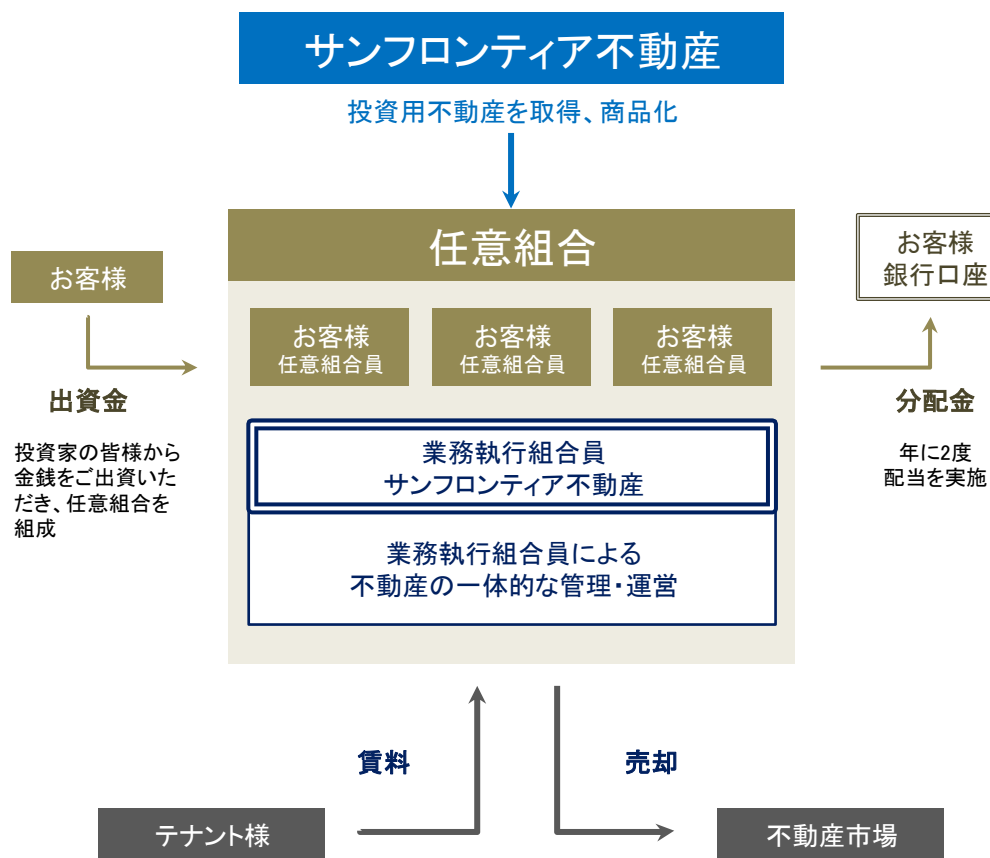 サンフロンティア不動産
投資用不動産を取得、商品化
任意組合
お客様
お客様
任意組合員
お客様
任意組合員
お客様
任意組合員
お客様
銀行口座
出資金
投資家の皆様から
金銭をご出資いた
だき、任意組合を
組成
分配金
年に2度
配当を実施
業務執行組合員
サンフロンティア不動産
業務執行組合員による
不動産の一体的な管理・運営
賃料
売却
テナント様
不動産市場